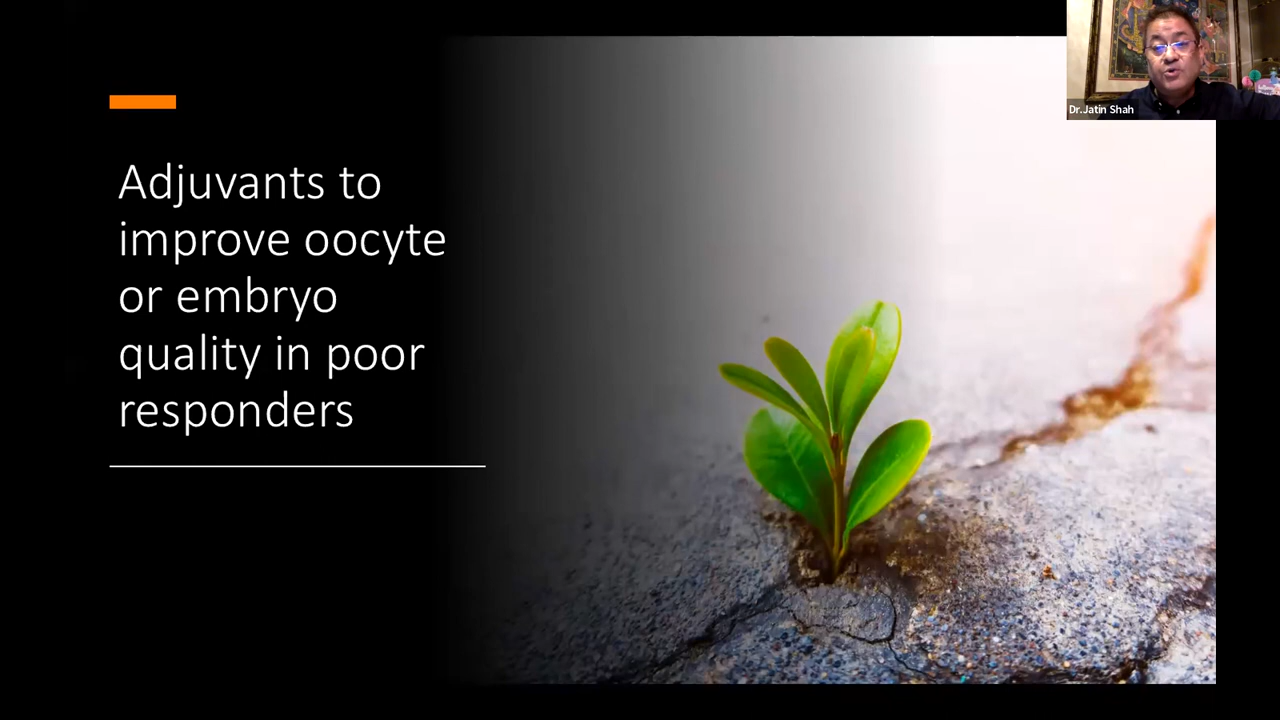 Adjuvants to
improve oocyte
or embryo
quality in poor
responders
Dr.Jatin Shah